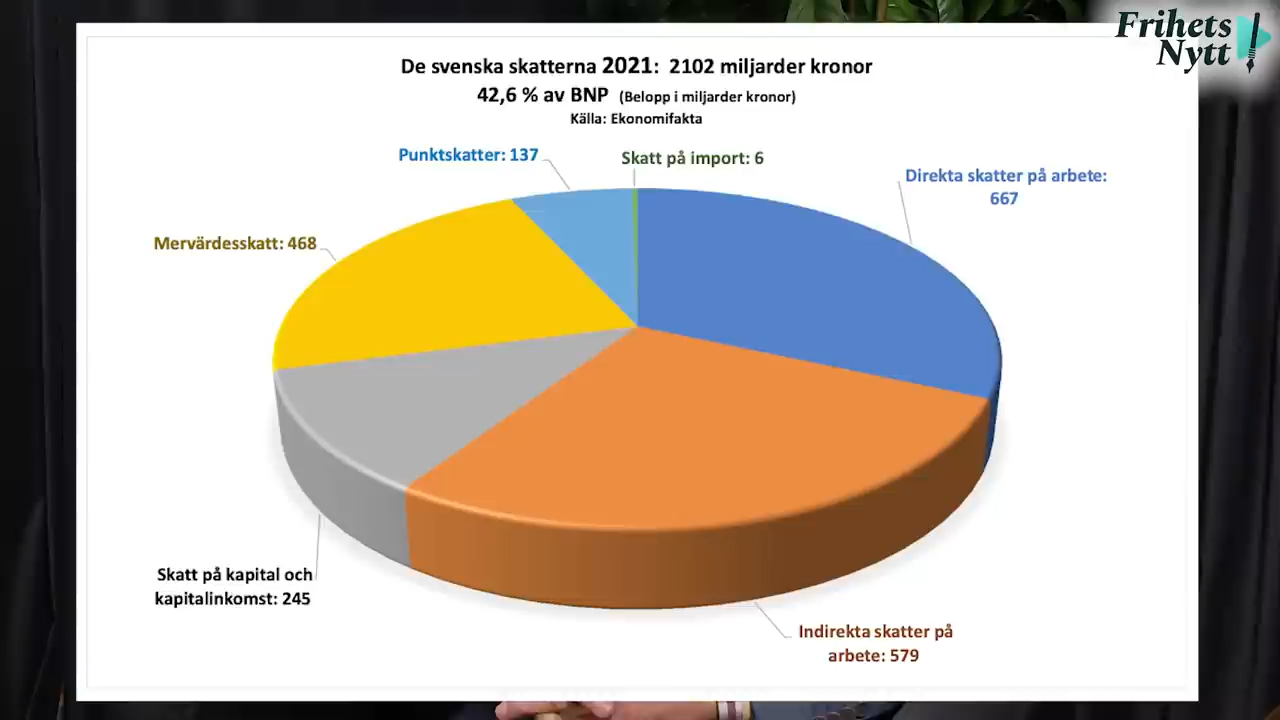 Frihets
Nytt
De svenska skatterna 2021: 2102 miljarder kronor
42,6 % av BNP (Belopp i miljarder kronor)
Källa: Ekonomifakta
Punktskatter: 137
Skatt på import: 6
Direkta skatter på arbete:
667
Mervärdesskatt: 468
Skatt på kapital och
kapitalinkomst: 245
Indirekta skatter på
arbete: 579